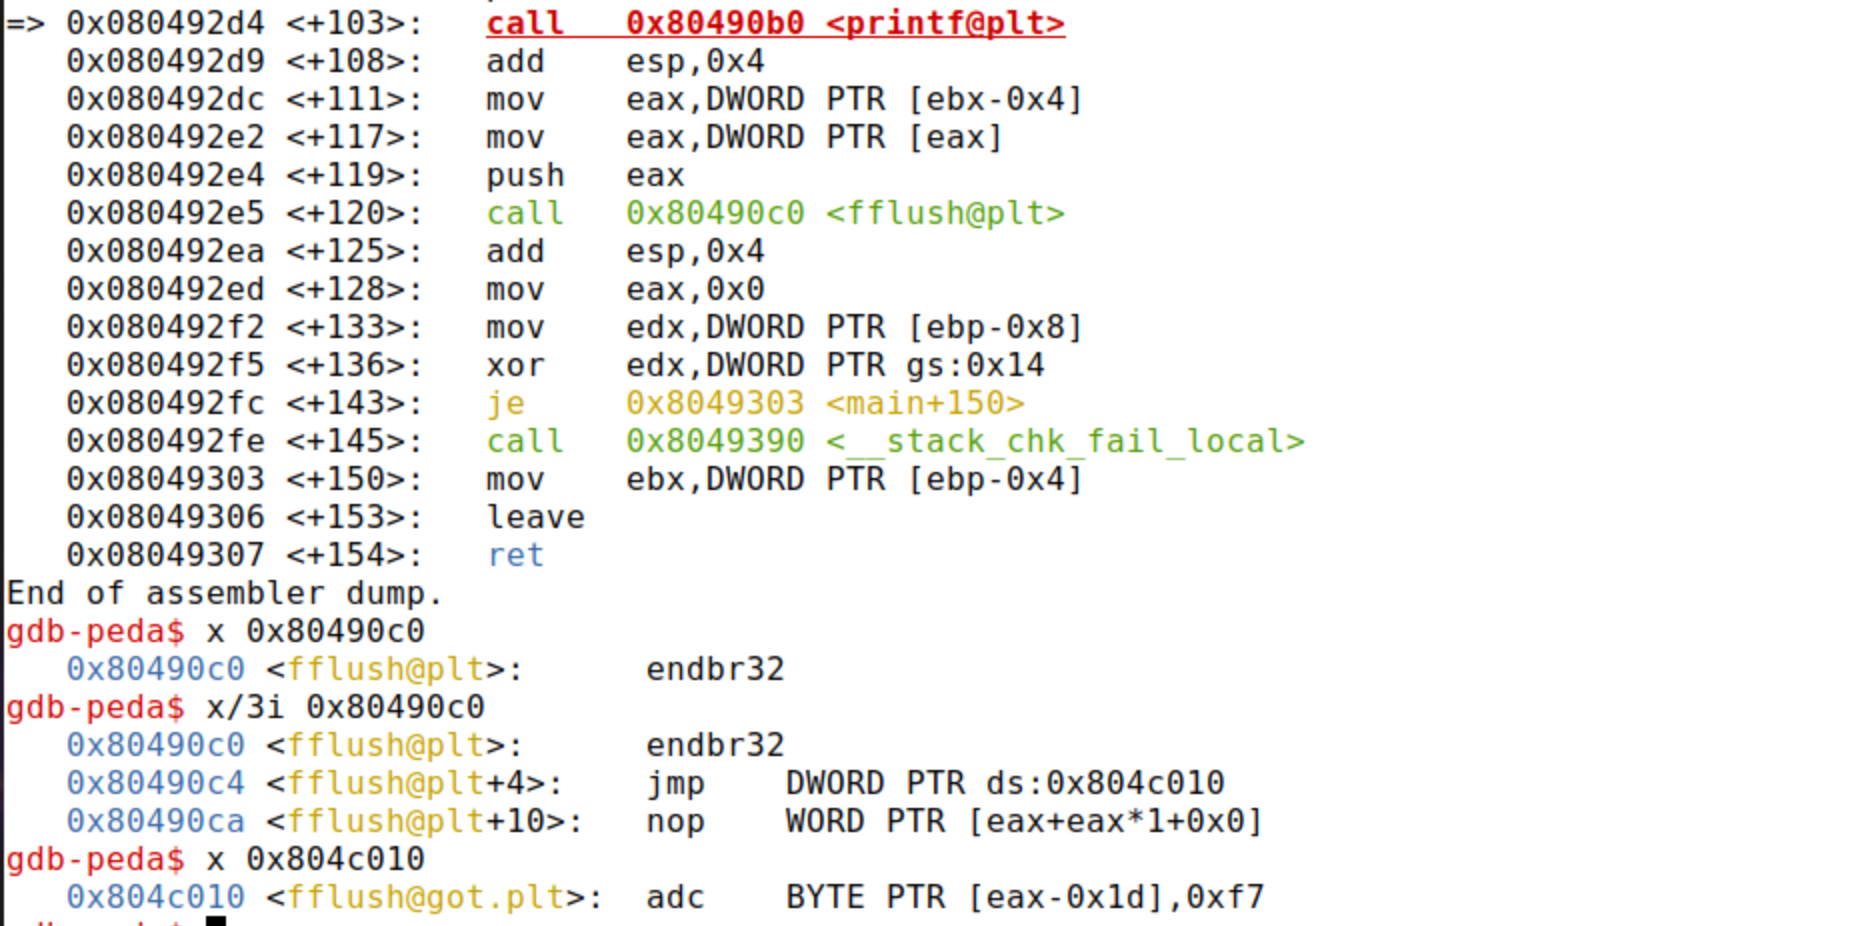 => 0x080492d4 <+103>:   call   0x80490b0 <printf@plt>
   0x080492d9 <+108>:   add    esp,0x4
   0x080492dc <+111>:   mov    eax,DWORD PTR [ebx-0x4]
   0x080492e2 <+117>:   mov    eax,DWORD PTR [eax]
   0x080492e4 <+119>:   push   eax
   0x080492e5 <+120>:   call   0x80490c0 <fflush@plt>
   0x080492ea <+125>:   add    esp,0x4
   0x080492ed <+128>:   mov    eax,0x0
   0x080492f2 <+133>:   mov    edx,DWORD PTR [ebp-0x8]
   0x080492f5 <+136>:   xor    edx,DWORD PTR gs:0x14
   0x080492fc <+143>:   je     0x8049303 <main+150>
   0x080492fe <+145>:   call   0x8049390 <__stack_chk_fail_local>
   0x08049303 <+150>:   mov    ebx,DWORD PTR [ebp-0x4]
   0x08049306 <+153>:   leave
   0x08049307 <+154>:   ret
End of assembler dump.
gdb-peda$ x 0x80490c0
   0x80490c0 <fflush@plt>:      endbr32
gdb-peda$ x/3i 0x80490c0
   0x80490c0 <fflush@plt>:      endbr32
   0x80490c4 <fflush@plt+4>:    jmp    DWORD PTR ds:0x804c010
   0x80490ca <fflush@plt+10>:   nop    WORD PTR [eax+eax*1+0x0]
gdb-peda$ x 0x804c010
   0x804c010 <fflush@got.plt>:  adc    BYTE PTR [eax-0x1d],0xf7